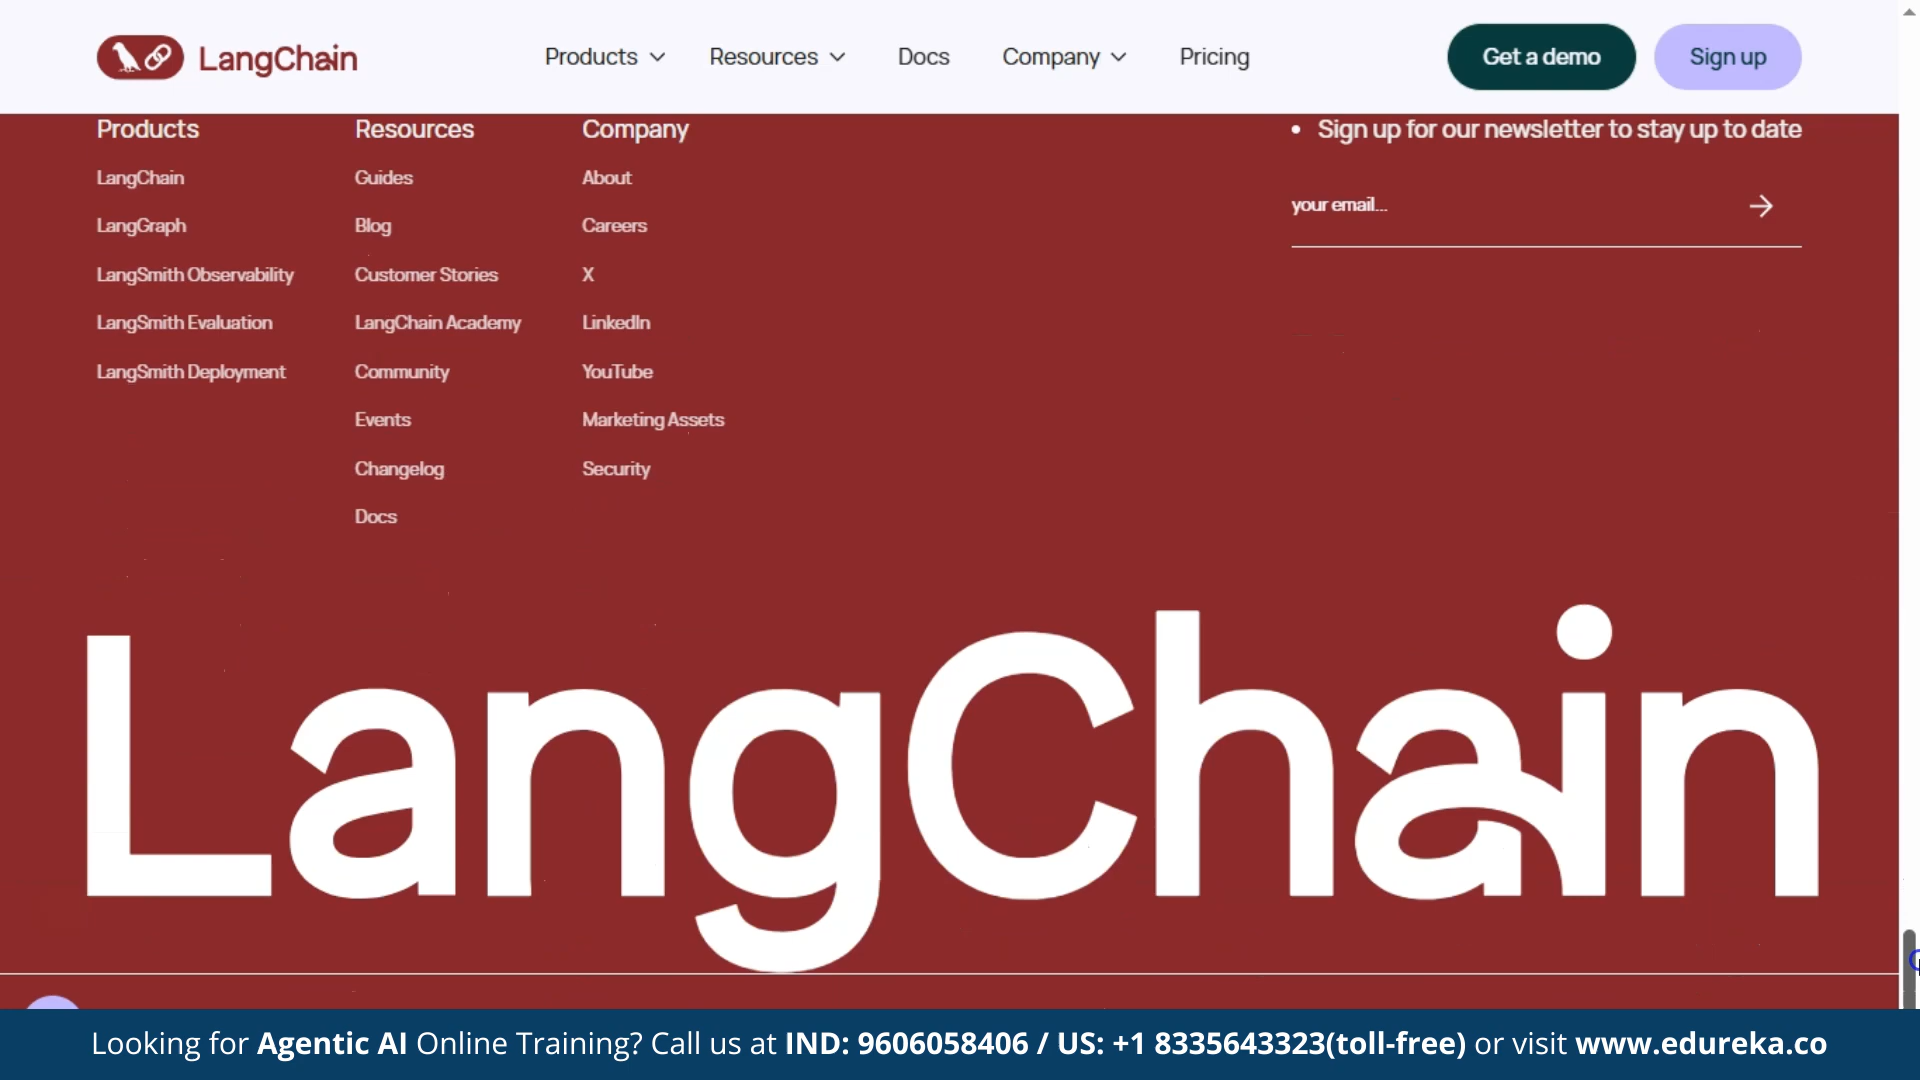 LangChain
Products
Resources
Docs
Company
Pricing
Get a demo
Sign up
Products
LangChain
LangGraph
LangSmith Observability
LangSmith Evaluation
LangSmith Deployment
Resources
Guides
Blog
Customer Stories
LangChain Academy
Community
Events
Changelog
Docs
Company
About
Careers
X
LinkedIn
YouTube
Marketing Assets
Security
• Sign up for our newsletter to stay up to date
your email...
LangChain
Looking for Agentic AI Online Training? Call us at IND: 9606058406 / US: +1 8335643323(toll-free) or visit www.edureka.co